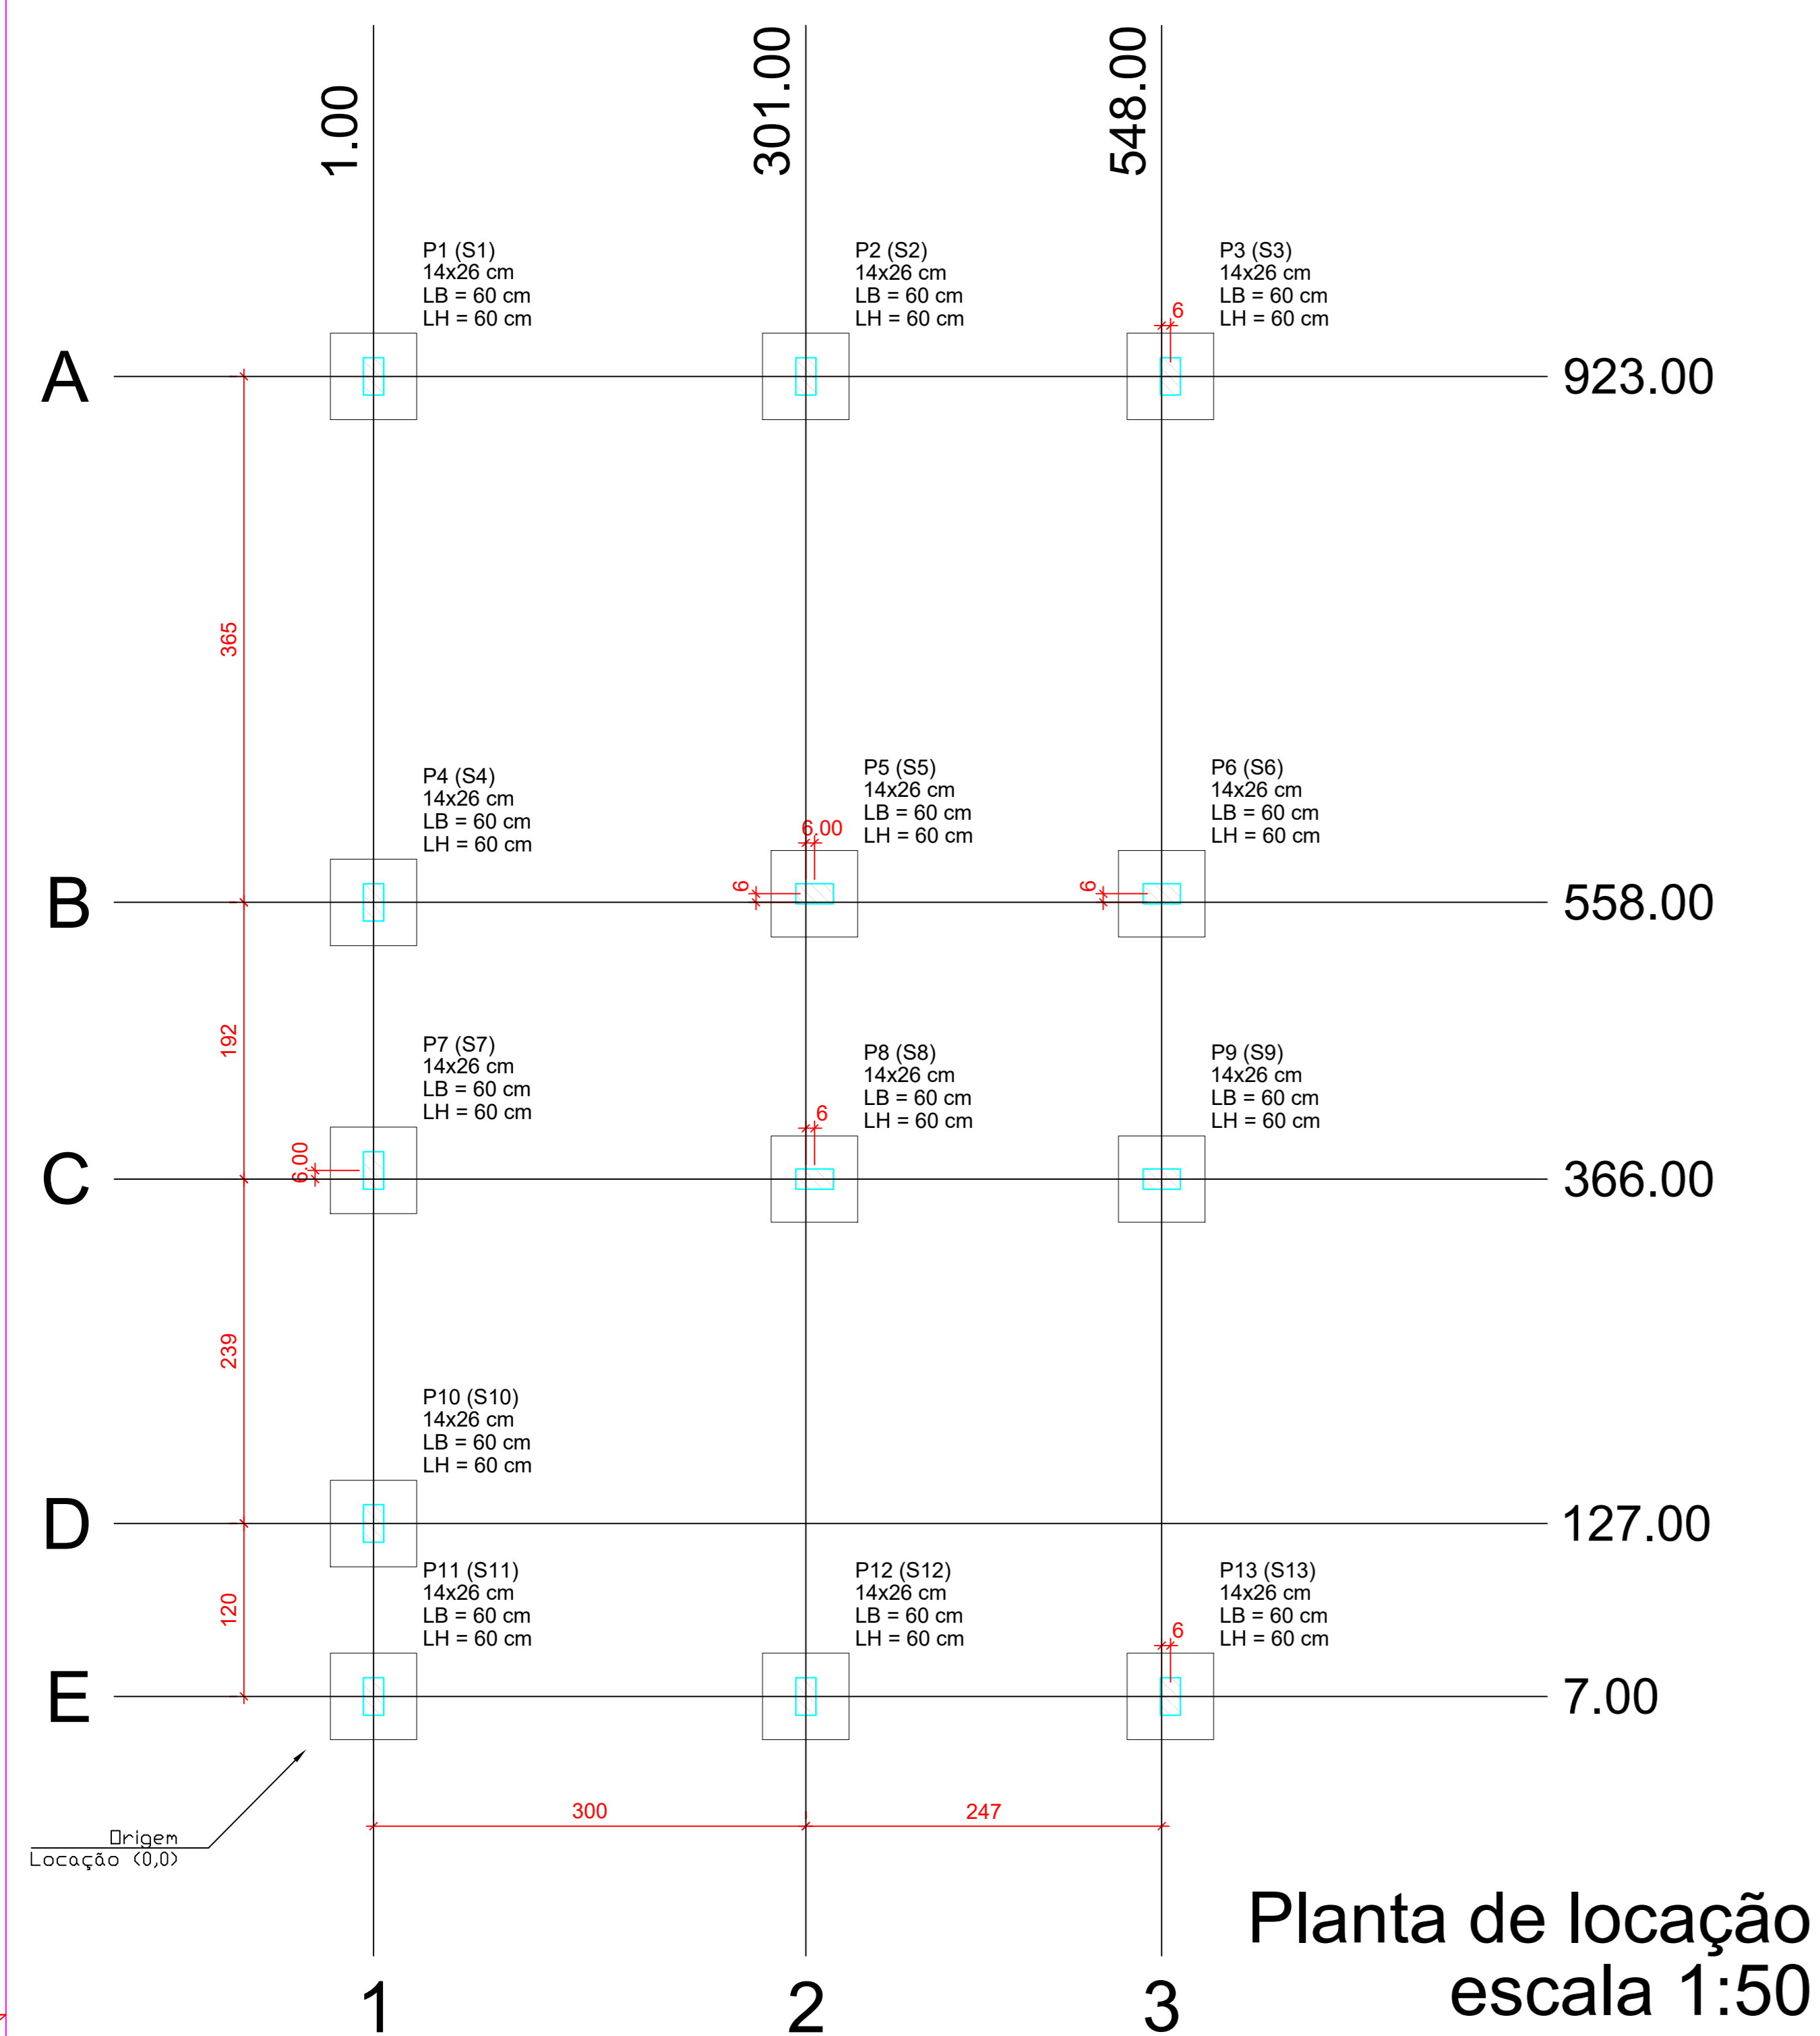 1.00
301.00
548.00
P1 (S1)
14x26 cm
LB = 60 cm
LH = 60 cm
P2 (S2)
14x26 cm
LB = 60 cm
LH = 60 cm
P3 (S3)
14x26 cm
LB = 60 cm
LH = 60 cm
6
A
923.00
365
P4 (S4)
14x26 cm
LB = 60 cm
LH = 60 cm
P5 (S5)
14x26 cm
LB = 60 cm
LH = 60 cm
6.00
6
P6 (S6)
14x26 cm
LB = 60 cm
LH = 60 cm
6
B
558.00
192
P7 (S7)
14x26 cm
LB = 60 cm
LH = 60 cm
6.00
P8 (S8)
14x26 cm
LB = 60 cm
LH = 60 cm
6
P9 (S9)
14x26 cm
LB = 60 cm
LH = 60 cm
C
366.00
239
P10 (S10)
14x26 cm
LB = 60 cm
LH = 60 cm
D
127.00
120
P11 (S11)
14x26 cm
LB = 60 cm
LH = 60 cm
P12 (S12)
14x26 cm
LB = 60 cm
LH = 60 cm
P13 (S13)
14x26 cm
LB = 60 cm
LH = 60 cm
6
E
7.00
300
247
Origem
Locação (0,0)
Planta de locação
escala 1:50
1
2
3